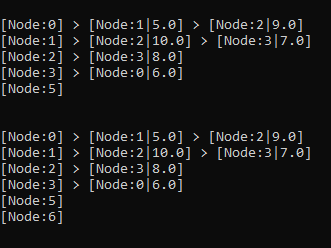 [Node:0] > [Node:1|5.0] > [Node:2|9.0]
[Node:1] > [Node:2|10.0] > [Node:3|7.0]
[Node:2] > [Node:3|8.0]
[Node:3] > [Node:0|6.0]
[Node:5]
[Node:0] > [Node:1|5.0] > [Node:2|9.0]
[Node:1] > [Node:2|10.0] > [Node:3|7.0]
[Node:2] > [Node:3|8.0]
[Node:3] > [Node:0|6.0]
[Node:5]
[Node:6]